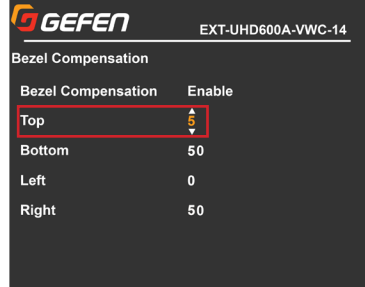 GEFEN
EXT-UHD600A-VWC-14
Bezel Compensation
Bezel Compensation Enable
Top 5
Bottom 50
Left 0
Right 50